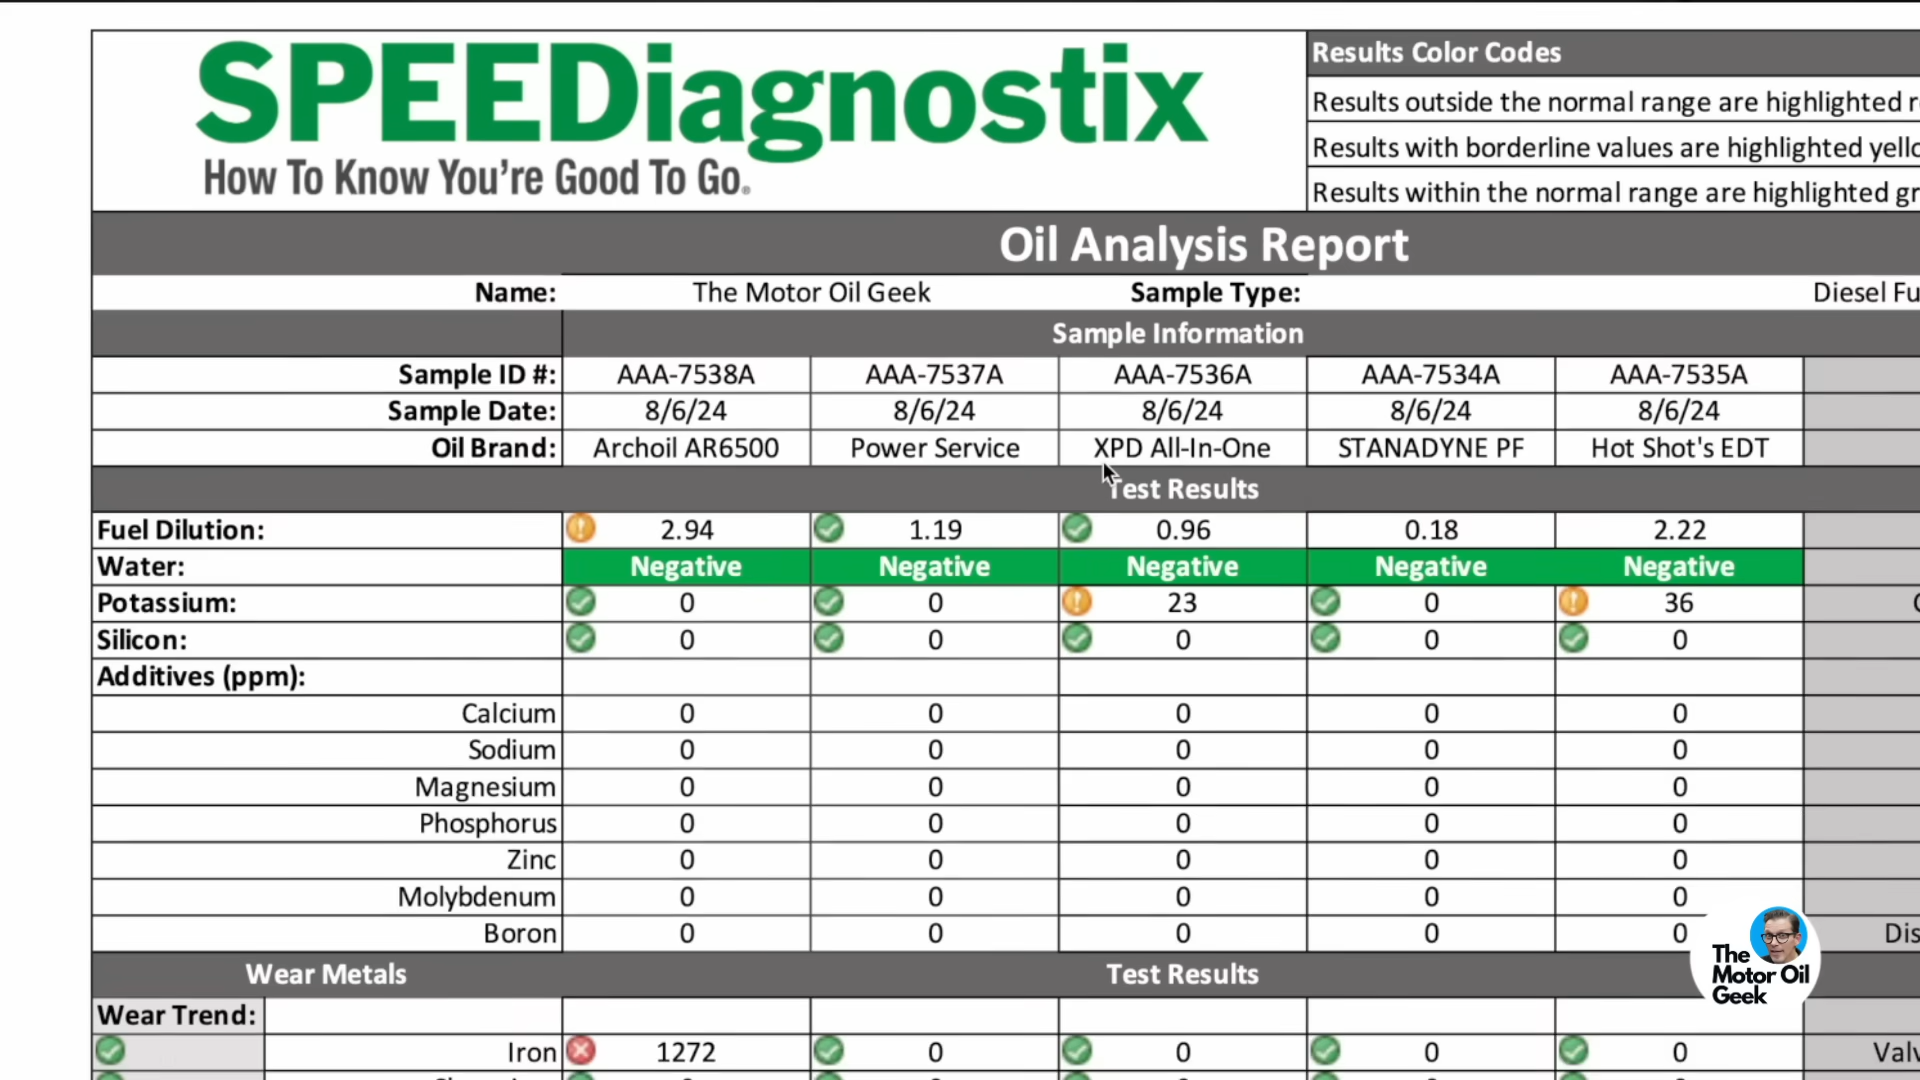 SPEEDiagnostix
How To Know You're Good To Go.®
Results Color Codes
Results outside the normal range are highlighted
Results with borderline values are highlighted
Results within the normal range are highlighted
Oil Analysis Report
Name: The Motor Oil Geek Sample Type: Diesel
Sample Information
Sample ID #: AAA-7538A AAA-7537A AAA-7536A AAA-7534A AAA-7535A
Sample Date: 8/6/24 8/6/24 8/6/24 8/6/24 8/6/24
Oil Brand: Archoil AR6500 Power Service XPD All-In-One STANADYNE PF Hot Shot's EDT
Test Results
Fuel Dilution: 2.94 1.19 0.96 0.18 2.22
Water: Negative Negative Negative Negative Negative
Potassium: 0 0 23 0 36
Silicon: 0 0 0 0 0
Additives (ppm):
Calcium 0 0 0 0 0
Sodium 0 0 0 0 0
Magnesium 0 0 0 0 0
Phosphorus 0 0 0 0 0
Zinc 0 0 0 0 0
Molybdenum 0 0 0 0 0
Boron 0 0 0 0 0
Wear Metals Test Results
Wear Trend:
Iron 1272 0 0 0 0
The
Motor Oil
Geek